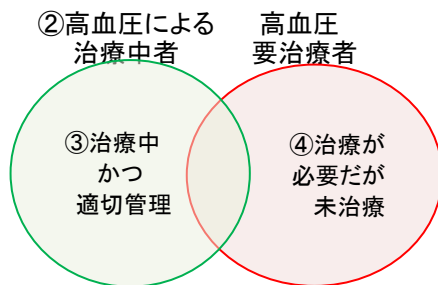 ②高血圧による
治療中者
高血圧
要治療者
③治療中
かつ
適切管理
④治療が
必要だが
未治療